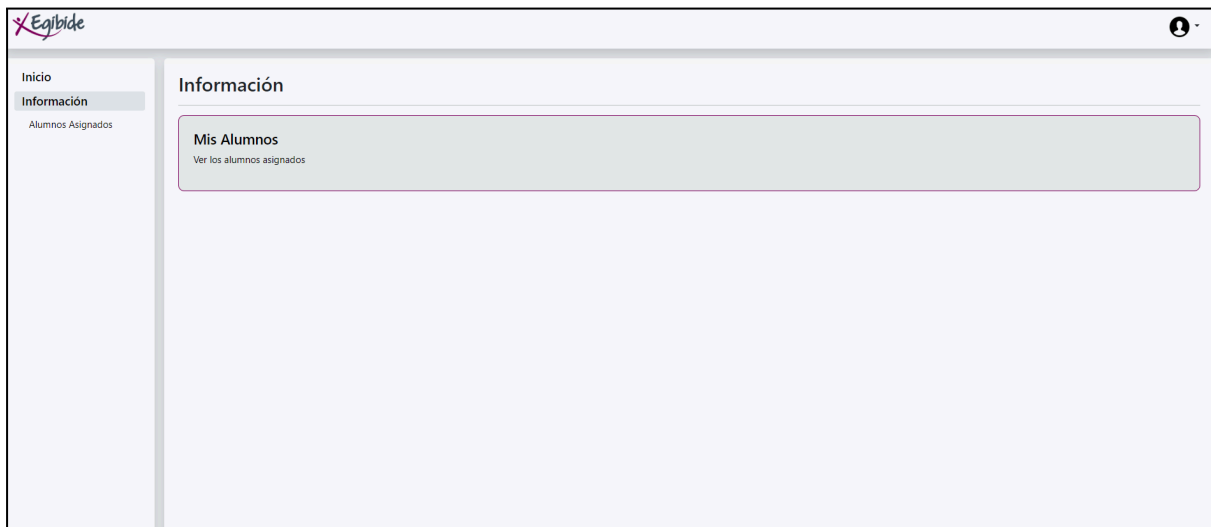 Egibide
Inicio
Información
Alumnos Asignados
Información
Mis Alumnos
Ver los alumnos asignados